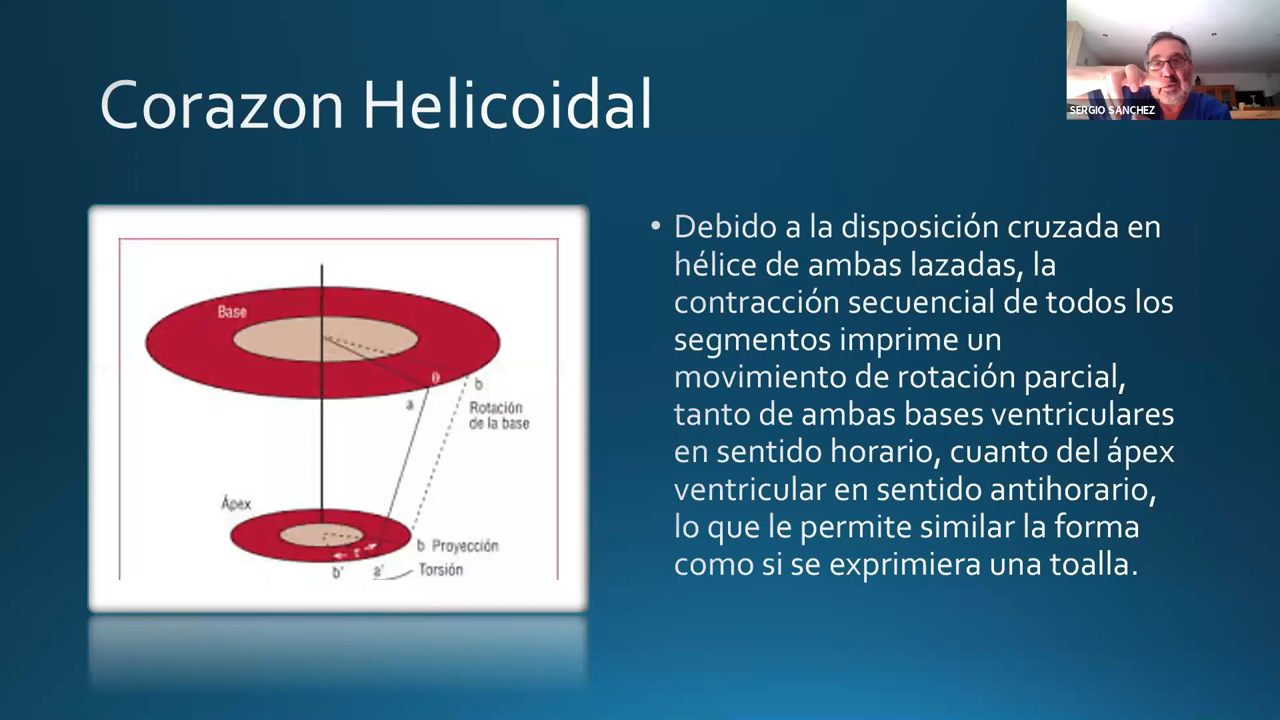 Corazon Helicoidal
SERGIO SANCHEZ
Base
θ
b
a
Rotación
de la base
Ápex
b Proyección
τ
b' a' Torsión
• Debido a la disposición cruzada en
hélice de ambas lazadas, la
contracción secuencial de todos los
segmentos imprime un
movimiento de rotación parcial,
tanto de ambas bases ventriculares
en sentido horario, cuanto del ápex
ventricular en sentido antihorario,
lo que le permite similar la forma
como si se exprimiera una toalla.